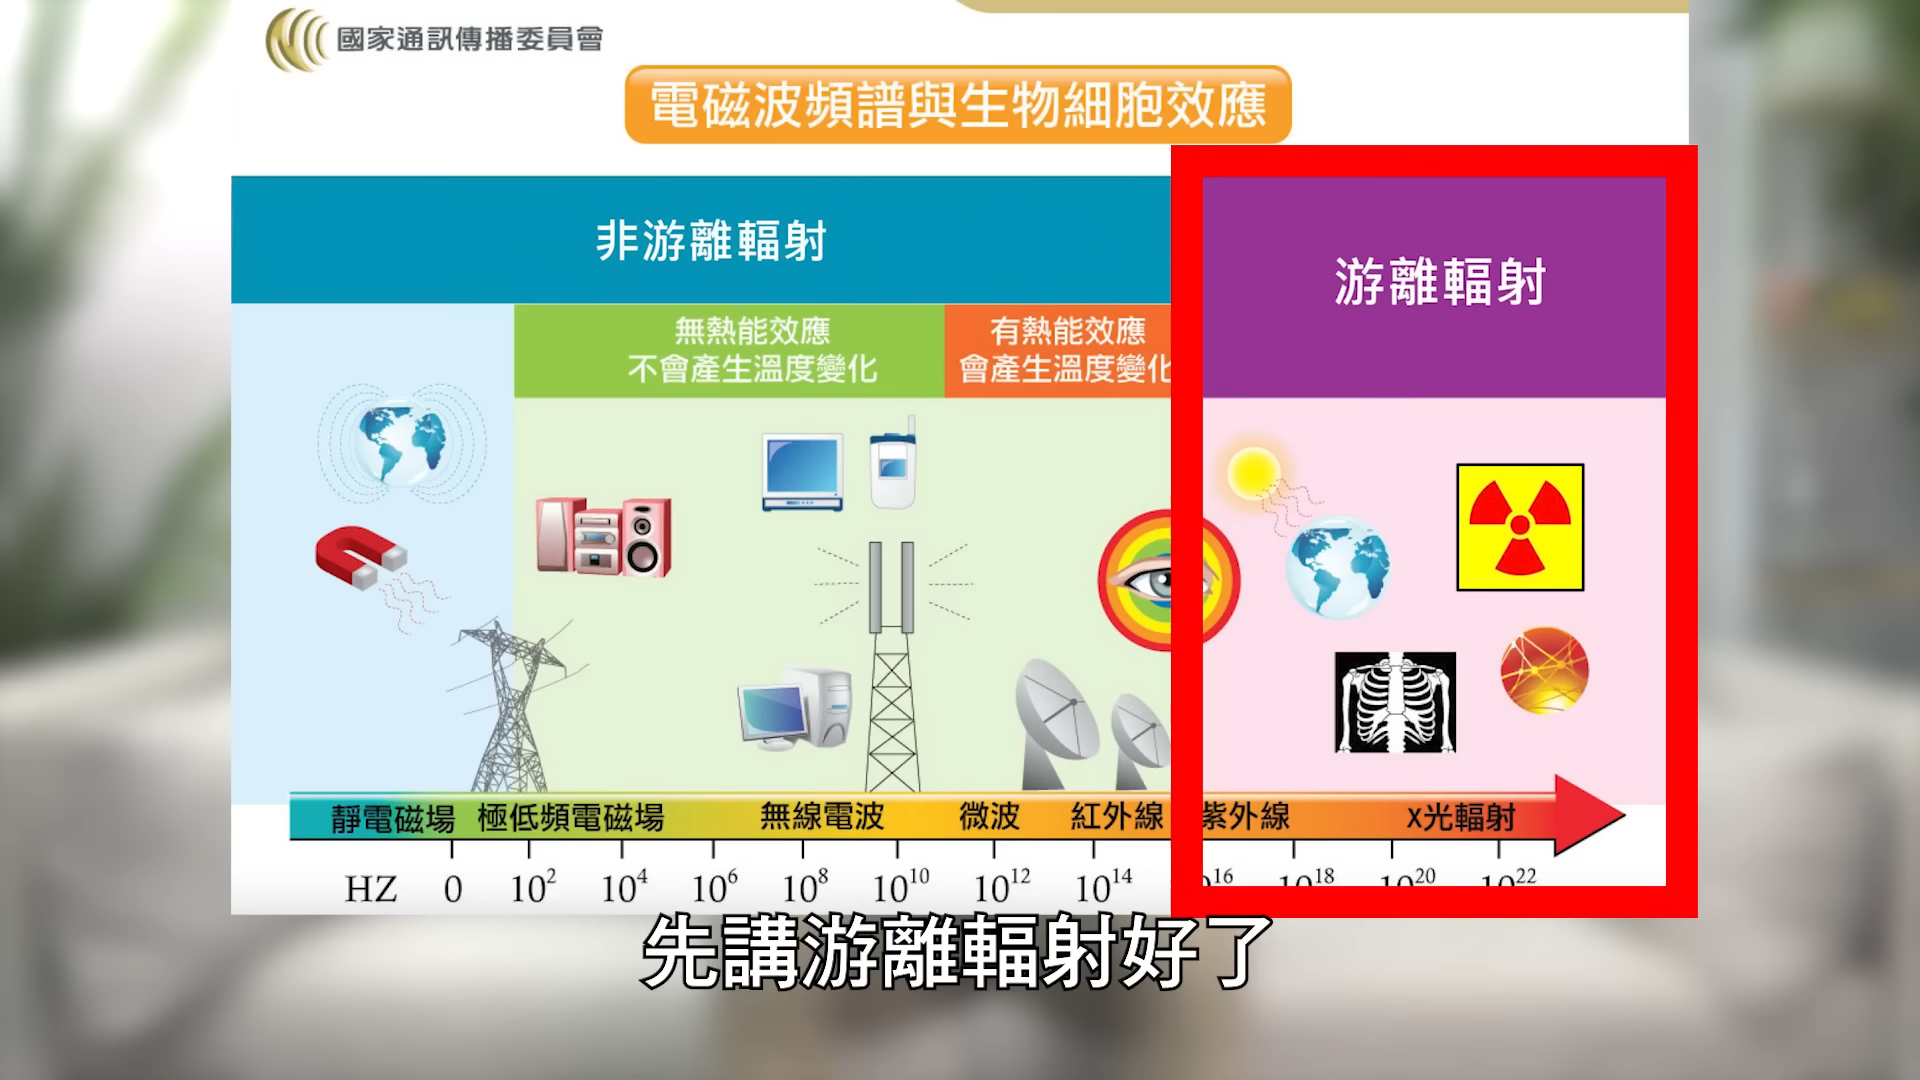 國家通訊傳播委員會
電磁波頻譜與生物細胞效應
非游離輻射
游離輻射
無熱能效應
不會產生溫度變化
有熱能效應
會產生溫度變化
靜電磁場 極低頻電磁場 無線電波 微波 紅外線 紫外線 X光輻射
HZ 0 10² 10⁴ 10⁶ 10⁸ 10¹⁰ 10¹² 10¹⁴ 10¹⁶ 10¹⁸ 10²⁰ 10²²
先講游離輻射好了